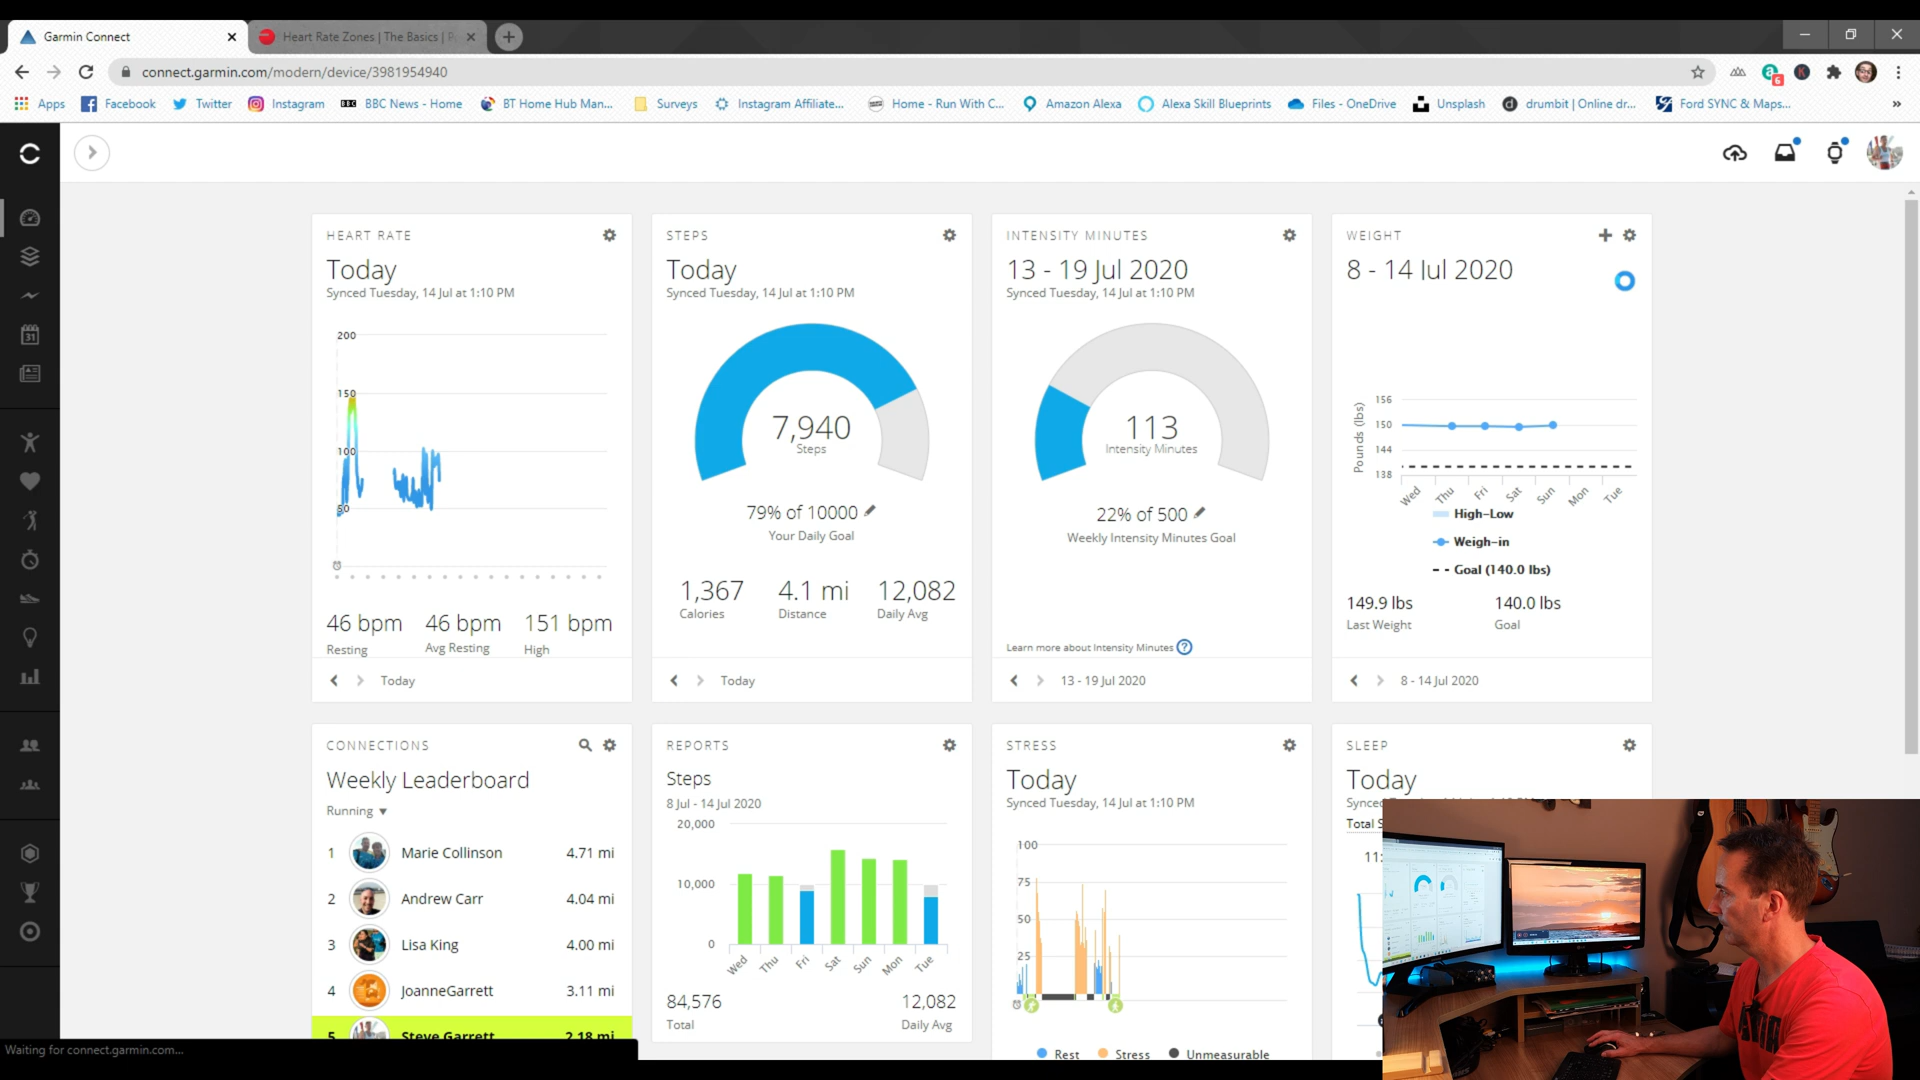 Garmin Connect
Heart Rate Zones | The Basics | P
connect.garmin.com/modern/device/3981954940
6
K
Apps Facebook Twitter Instagram BBC BBC News - Home BT Home Hub Man... Surveys Instagram Affiliate... Home - Run With C... Amazon Alexa Alexa Skill Blueprints Files - OneDrive Unsplash drumbit | Online dr... Ford SYNC & Maps...
31
HEART RATE
Today
Synced Tuesday, 14 Jul at 1:10 PM
200
150
100
50
46 bpm 46 bpm 151 bpm
Resting Avg Resting High
Today
STEPS
Today
Synced Tuesday, 14 Jul at 1:10 PM
7,940
Steps
79% of 10000
Your Daily Goal
1,367 4.1 mi 12,082
Calories Distance Daily Avg
Today
INTENSITY MINUTES
13 - 19 Jul 2020
Synced Tuesday, 14 Jul at 1:10 PM
113
Intensity Minutes
22% of 500
Weekly Intensity Minutes Goal
Learn more about Intensity Minutes ?
13 - 19 Jul 2020
WEIGHT
8 - 14 Jul 2020
Pounds (lbs)
156
150
144
138
Wed Thu Fri Sat Sun Mon Tue
High-Low
Weigh-in
Goal (140.0 lbs)
149.9 lbs 140.0 lbs
Last Weight Goal
8 - 14 Jul 2020
CONNECTIONS
Weekly Leaderboard
Running
1 Marie Collinson 4.71 mi
2 Andrew Carr 4.04 mi
3 Lisa King 4.00 mi
4 JoanneGarrett 3.11 mi
5 Steve Garrett 2.18 mi
REPORTS
Steps
8 Jul - 14 Jul 2020
20,000
10,000
0
Wed Thu Fri Sat Sun Mon Tue
84,576 12,082
Total Daily Avg
STRESS
Today
Synced Tuesday, 14 Jul at 1:10 PM
100
75
50
25
Rest Stress Unmeasurable
SLEEP
Today
Synce
Total S
11:
Waiting for connect.garmin.com...